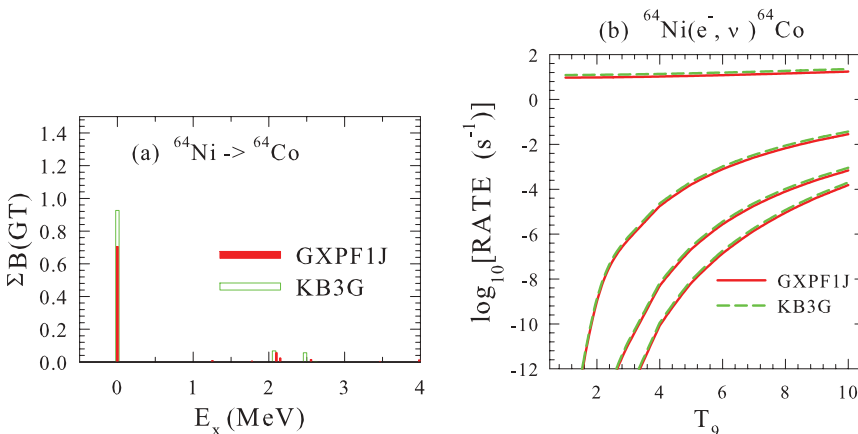 (a) ⁶⁴Ni -> ⁶⁴Co
ΣB(GT)
1.4
1.2
1.0
0.8
0.6
0.4
0.2
0.0
GXPF1J
KB3G
0 1 2 3 4
Eₓ(MeV)
(b) ⁶⁴Ni(e⁻, ν)⁶⁴Co
log₁₀[RATE (s⁻¹)]
2
0
-2
-4
-6
-8
-10
-12
GXPF1J
KB3G
2 4 6 8 10
T₉